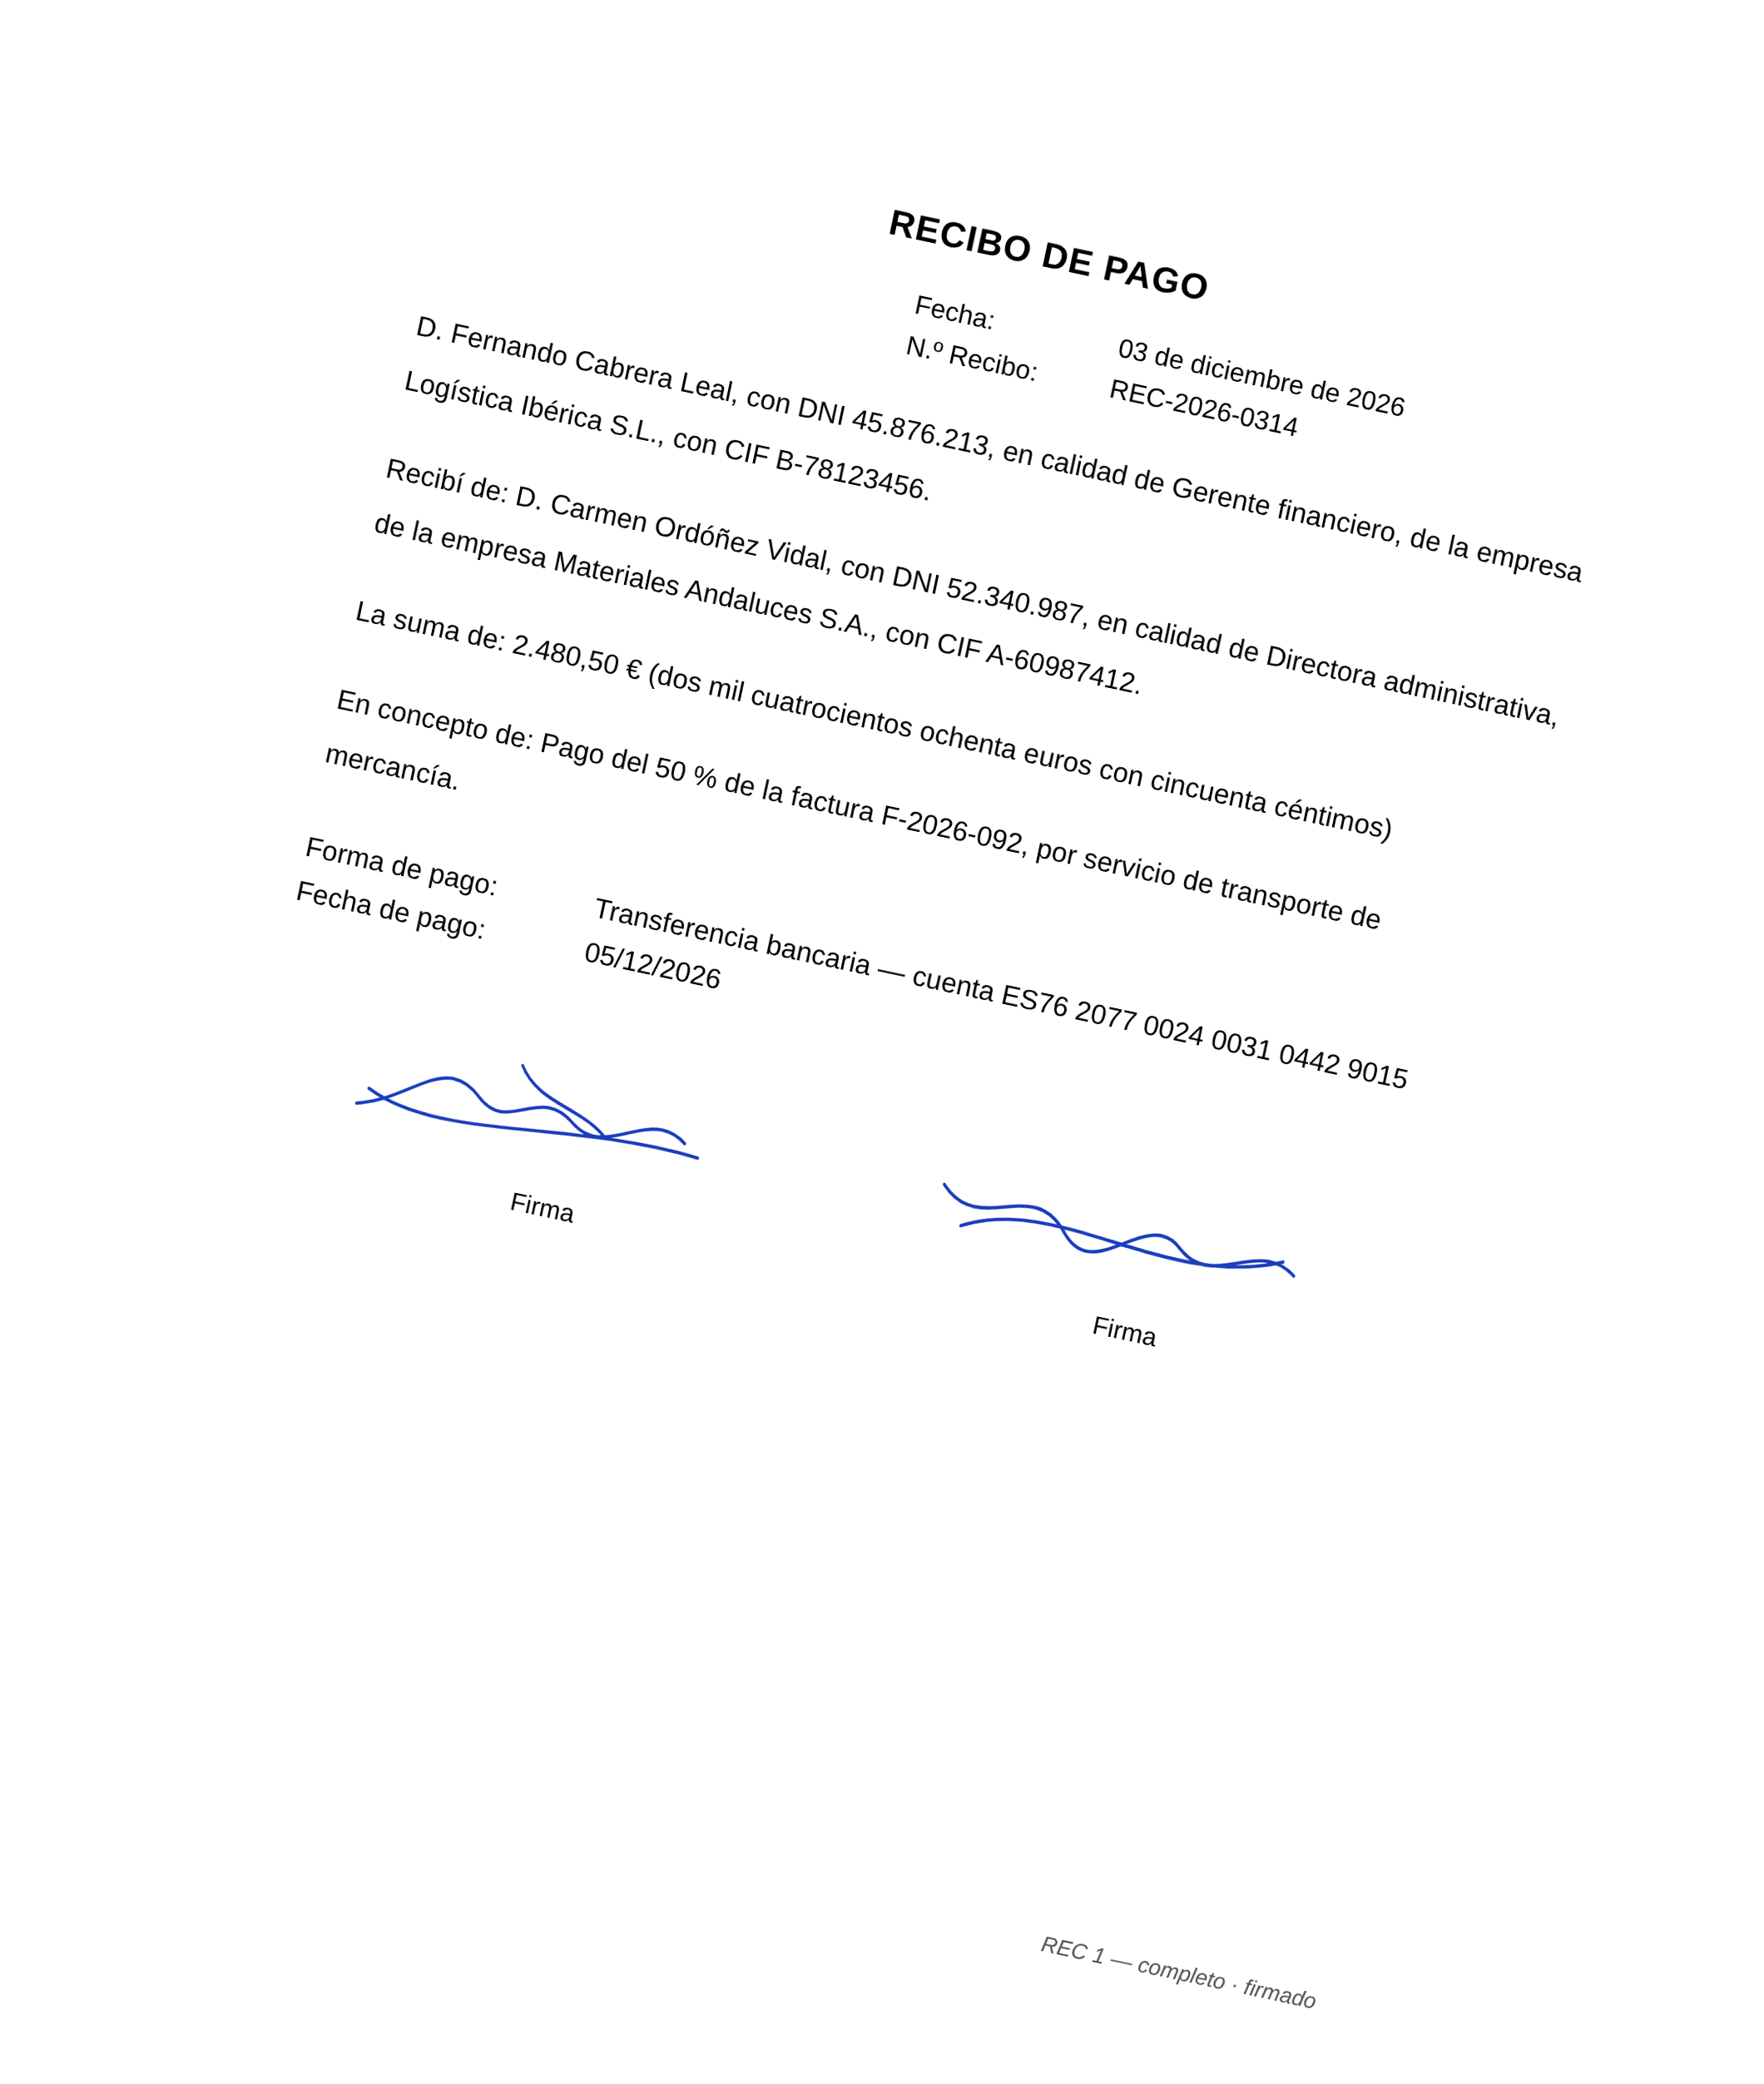 RECIBO DE PAGO
Fecha: 03 de diciembre de 2026
N.º Recibo: REC-2026-0314
D. Fernando Cabrera Leal, con DNI 45.876.213, en calidad de Gerente financiero, de la empresa
Logística Ibérica S.L., con CIF B-78123456.
Recibí de: D. Carmen Ordóñez Vidal, con DNI 52.340.987, en calidad de Directora administrativa,
de la empresa Materiales Andaluces S.A., con CIF A-60987412.
La suma de: 2.480,50 € (dos mil cuatrocientos ochenta euros con cincuenta céntimos)
En concepto de: Pago del 50 % de la factura F-2026-092, por servicio de transporte de
mercancía.
Forma de pago: Transferencia bancaria — cuenta ES76 2077 0024 0031 0442 9015
Fecha de pago: 05/12/2026
Firma Firma
REC 1 — completo · firmado